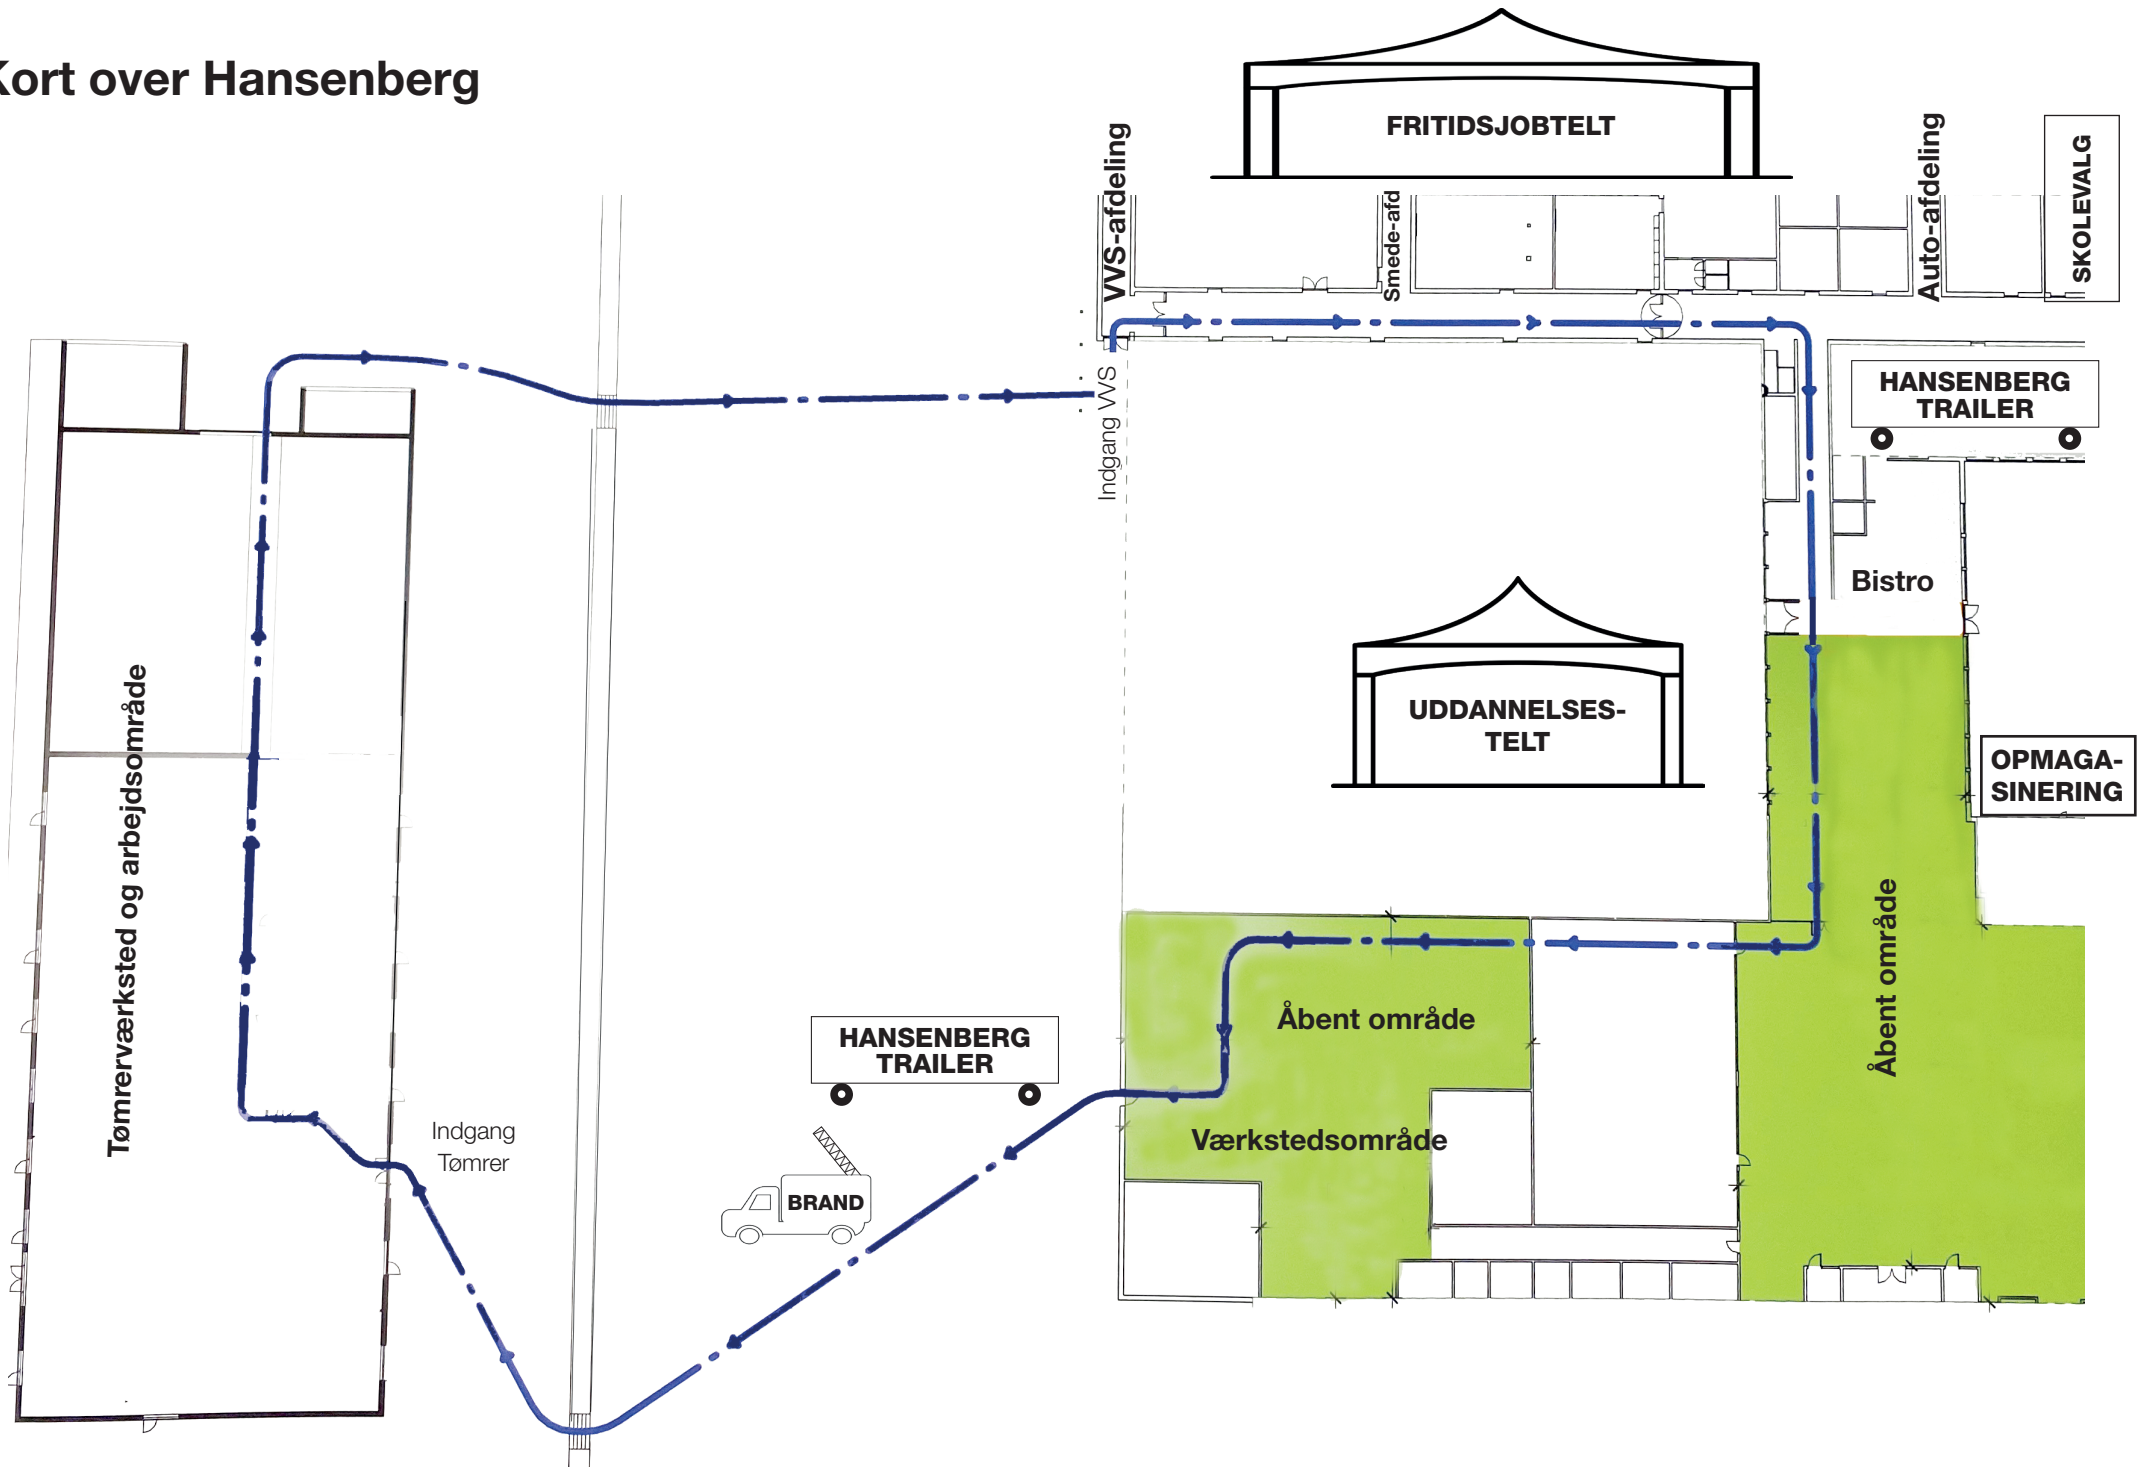 Kort over Hansenberg
FRITIDSJOBTELT
VVS-afdeling
Smede-afd
Auto-afdeling
SKOLEVALG
HANSENBERG
TRAILER
Indgang VVS
Bistro
UDDANNELSES-
TELT
OPMAGA-
SINERING
Tømrerværksted og arbejdsområde
Åbent område
Åbent område
HANSENBERG
TRAILER
Indgang
Tømrer
Værkstedsområde
BRAND